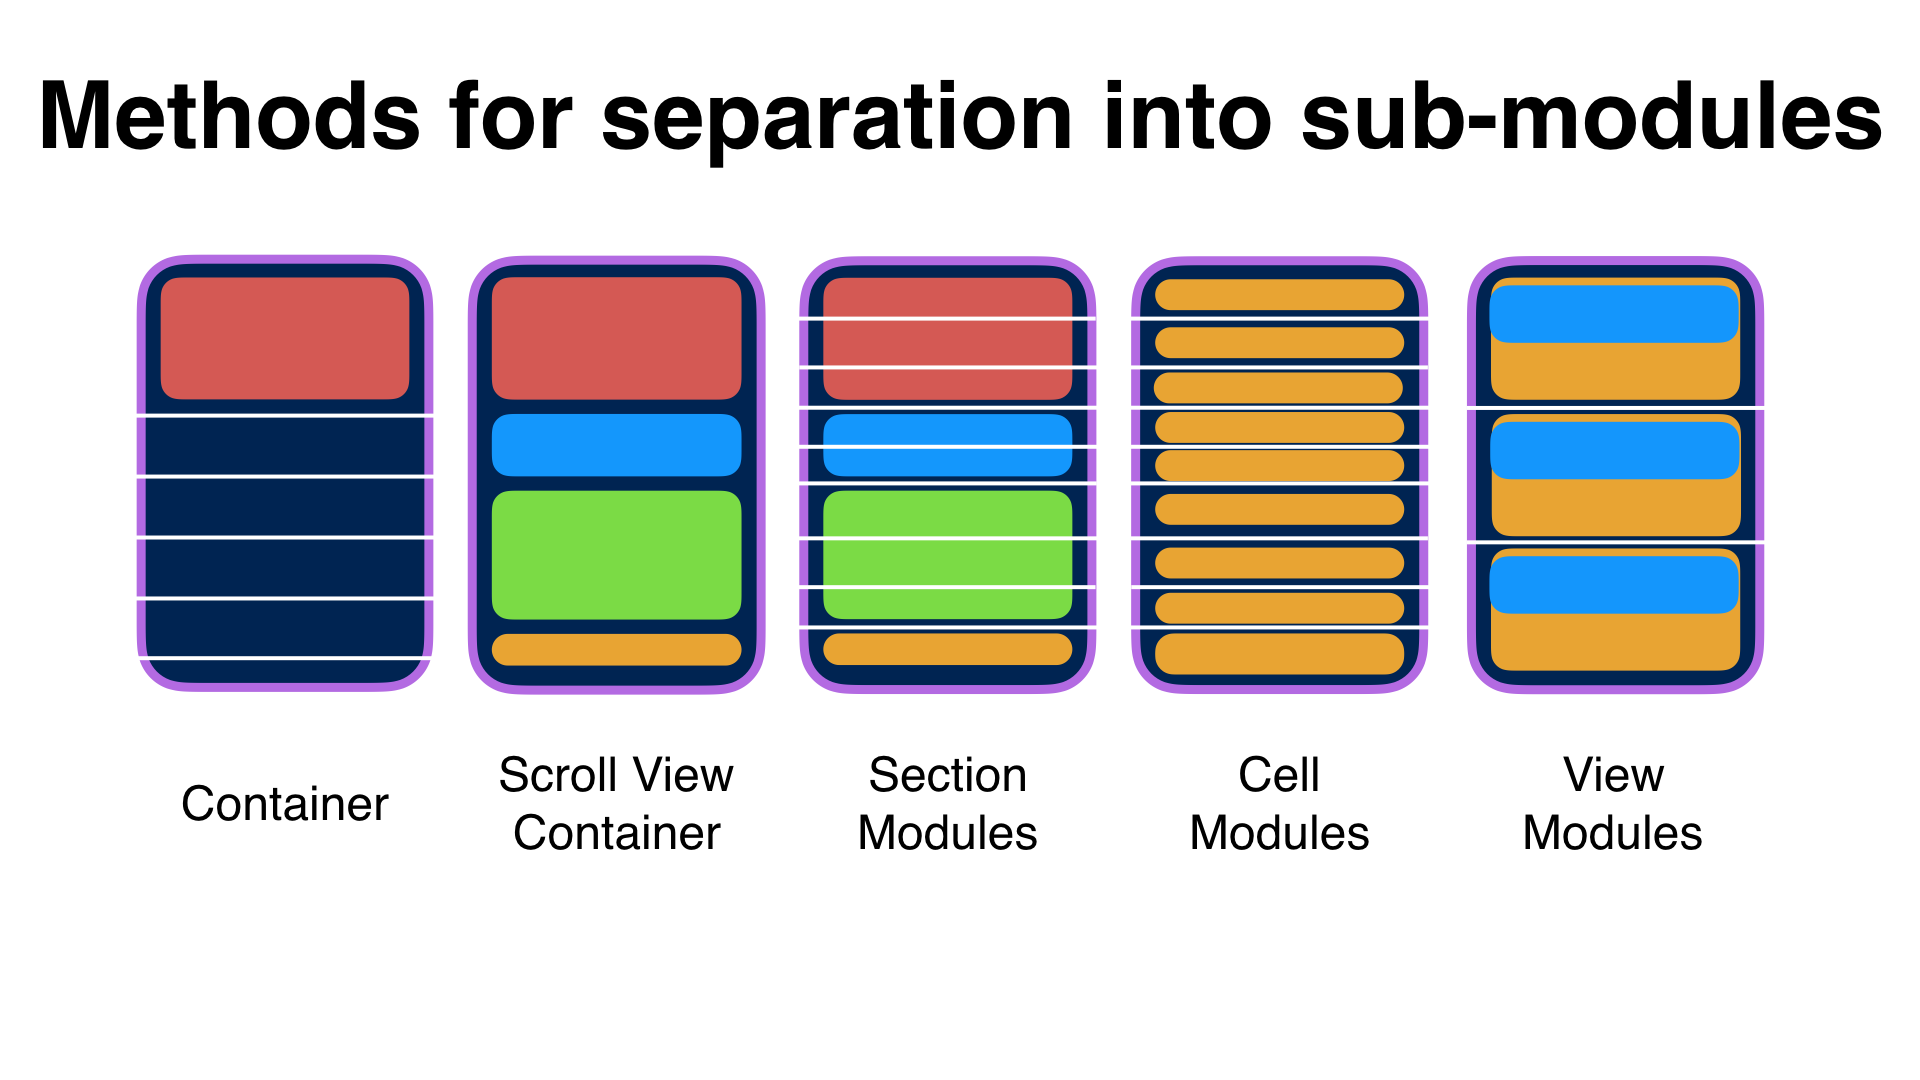 Methods for separation into sub-modules
Container
Scroll View
Container
Section
Modules
Cell
Modules
View
Modules